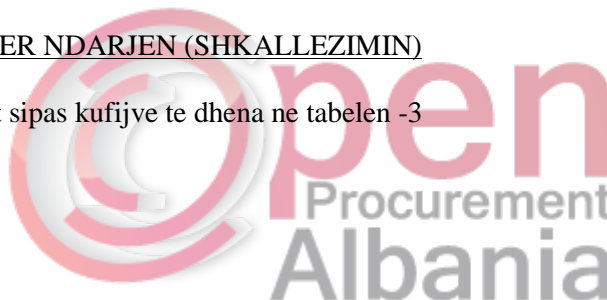 ER NDARJEN (SHKALLEZIMIN)
sipas kufijve te dhena ne tabelen -3
Open
Procurement
Albania